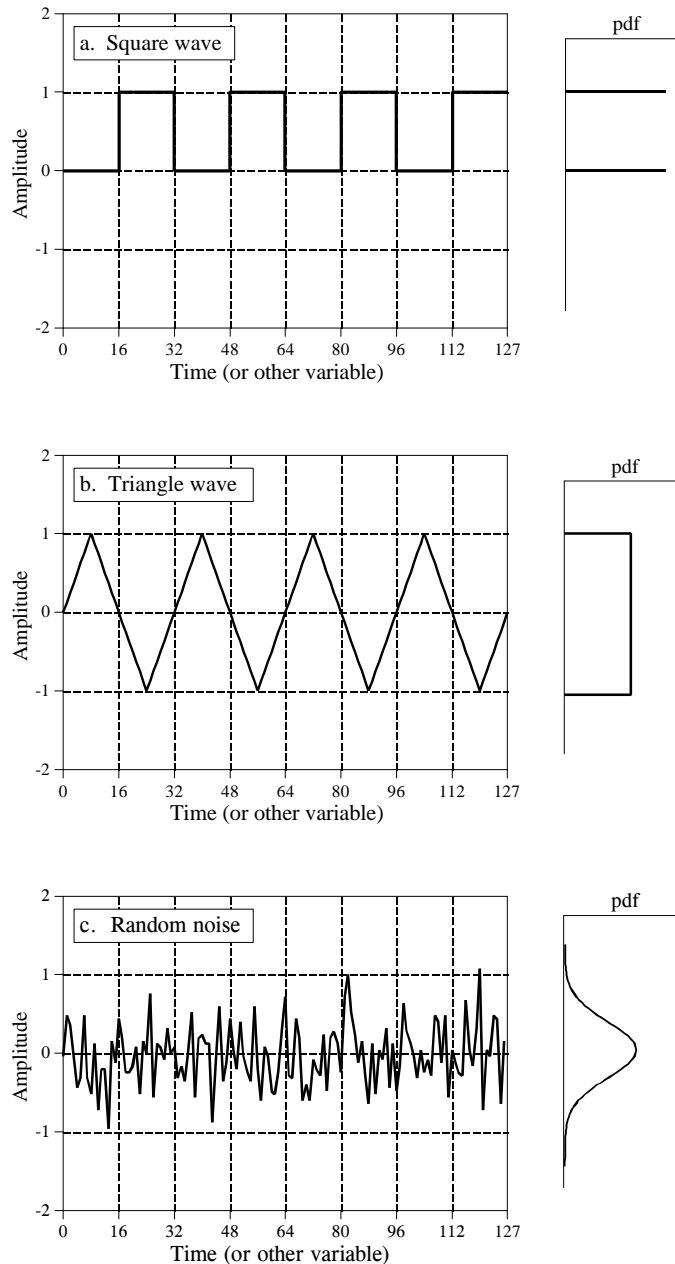 2
a. Square wave
pdf
1
Amplitude
0
-1
-2
0 16 32 48 64 80 96 112 127
Time (or other variable)
2
b. Triangle wave
pdf
1
Amplitude
0
-1
-2
0 16 32 48 64 80 96 112 127
Time (or other variable)
2
c. Random noise
pdf
1
Amplitude
0
-1
-2
0 16 32 48 64 80 96 112 127
Time (or other variable)